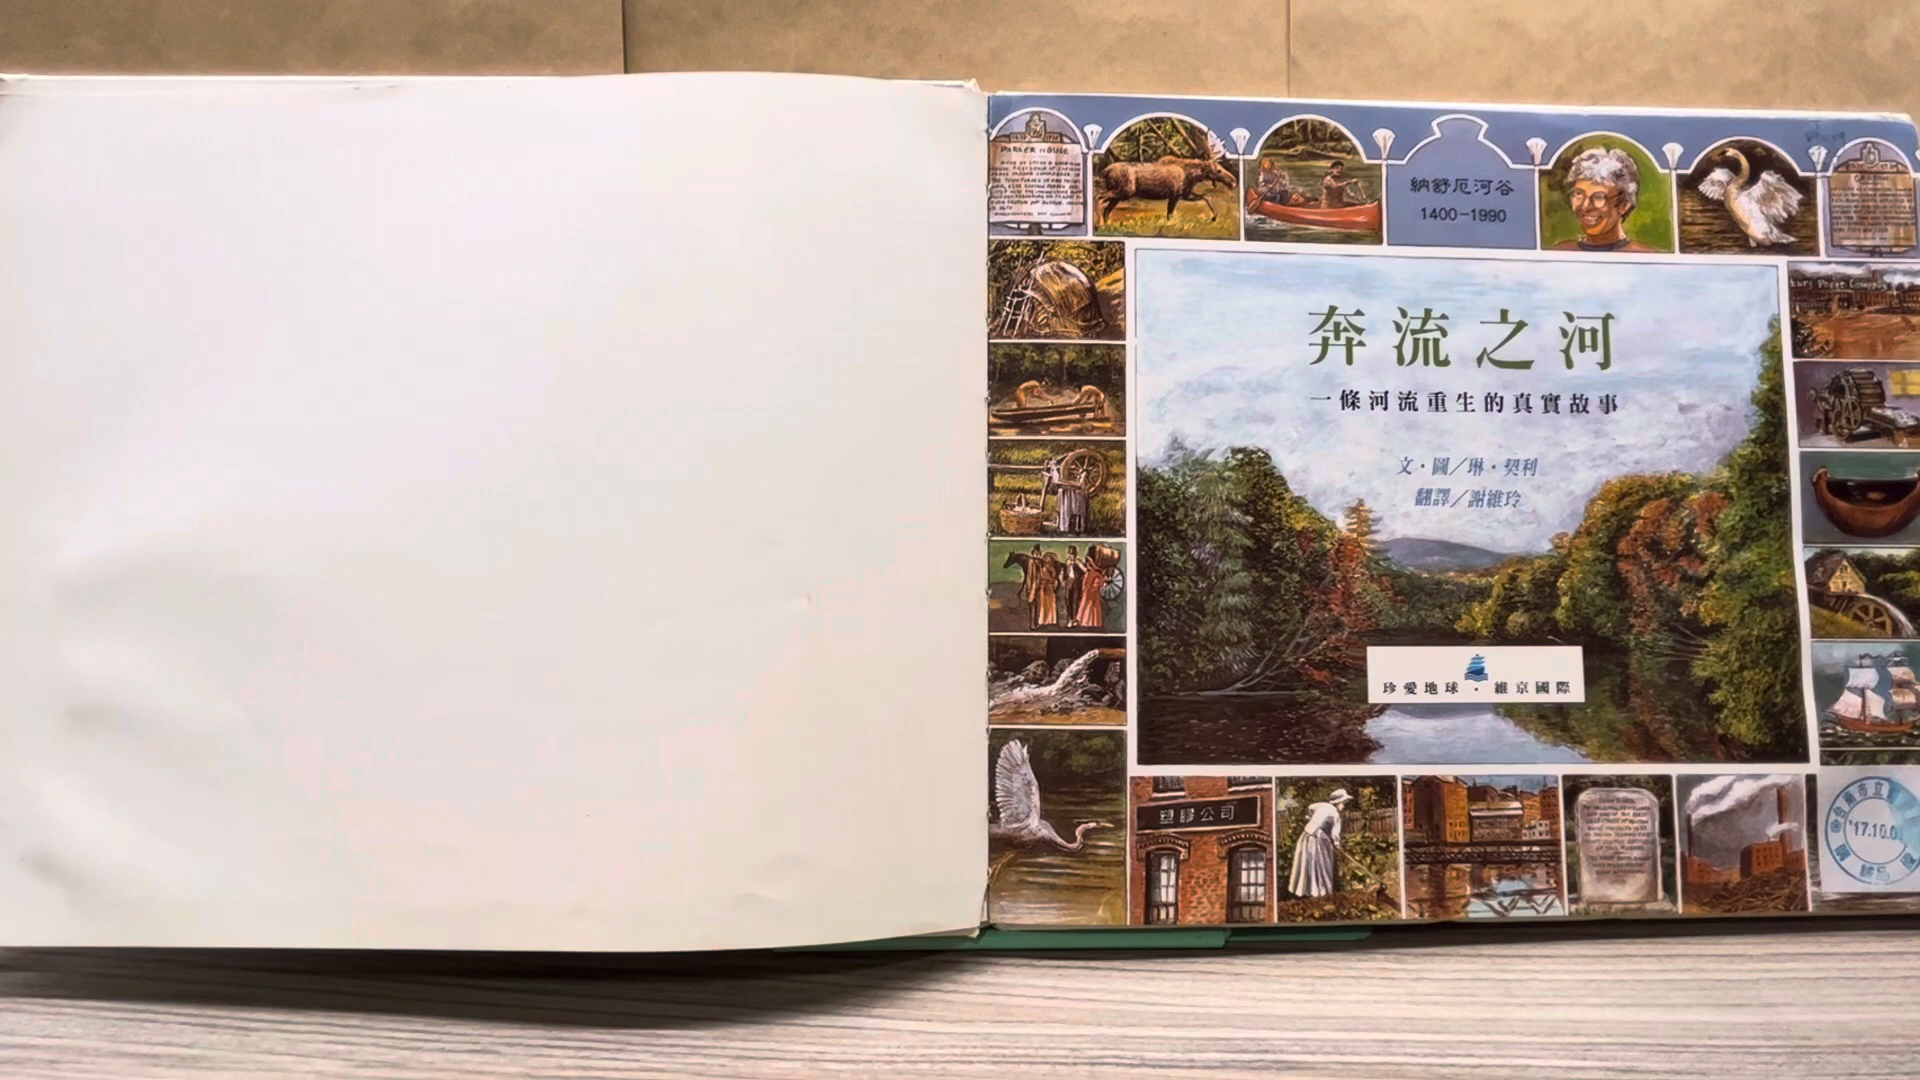 PARKER HOUSE
納舒厄河谷
1400-1990
奔流之河
一條河流重生的真實故事
文·圖／琳·契利
翻譯／謝維玲
珍愛地球·維京國際
塑膠公司
'17.10.0